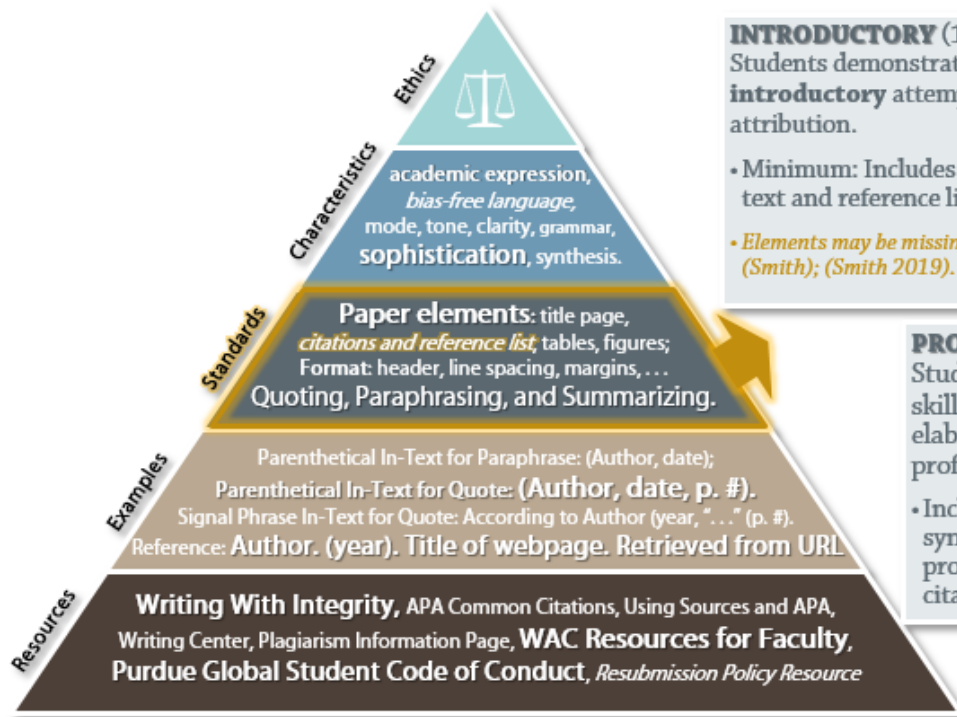 Ethics
Characteristics
academic expression,
bias-free language,
mode, tone, clarity, grammar,
sophistication, synthesis.
Standards
Paper elements: title page,
citations and reference list, tables, figures;
Format: header, line spacing, margins, . . .
Quoting, Paraphrasing, and Summarizing.
Examples
Parenthetical In-Text for Paraphrase: (Author, date);
Parenthetical In-Text for Quote: (Author, date, p. #).
Signal Phrase In-Text for Quote: According to Author (year, “. . .” (p. #).
Reference: Author. (year). Title of webpage. Retrieved from URL
Resources
Writing With Integrity, APA Common Citations, Using Sources and APA,
Writing Center, Plagiarism Information Page, WAC Resources for Faculty,
Purdue Global Student Code of Conduct, Resubmission Policy Resource
INTRODUCTORY (1
Students demonstrat
introductory attem
attribution.
• Minimum: Includes
text and reference li
• Elements may be missin
(Smith); (Smith 2019).
PRO
Stud
skill
elab
prof
• Incl
syn
pro
cita